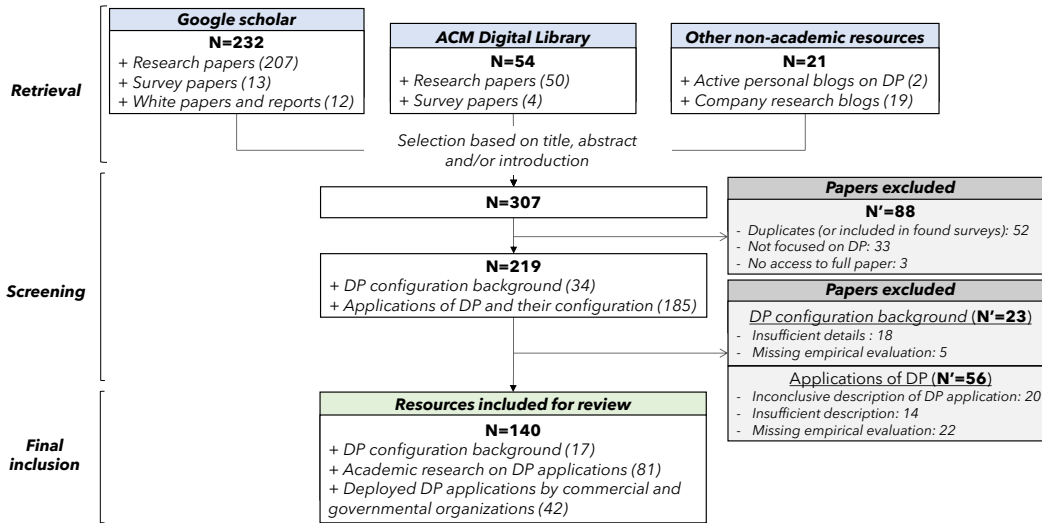 Google scholar
N=232
+ Research papers (207)
+ Survey papers (13)
+ White papers and reports (12)
ACM Digital Library
N=54
+ Research papers (50)
+ Survey papers (4)
Other non-academic resources
N=21
+ Active personal blogs on DP (2)
+ Company research blogs (19)
Retrieval
Selection based on title, abstract
and/or introduction
N=307
Papers excluded
N'=88
- Duplicates (or included in found surveys): 52
- Not focused on DP: 33
- No access to full paper: 3
Screening
N=219
+ DP configuration background (34)
+ Applications of DP and their configuration (185)
Papers excluded
DP configuration background (N'=23)
- Insufficient details : 18
- Missing empirical evaluation: 5
Applications of DP (N'=56)
- Inconclusive description of DP application: 20
- Insufficient description: 14
- Missing empirical evaluation: 22
Final
inclusion
Resources included for review
N=140
+ DP configuration background (17)
+ Academic research on DP applications (81)
+ Deployed DP applications by commercial and
governmental organizations (42)